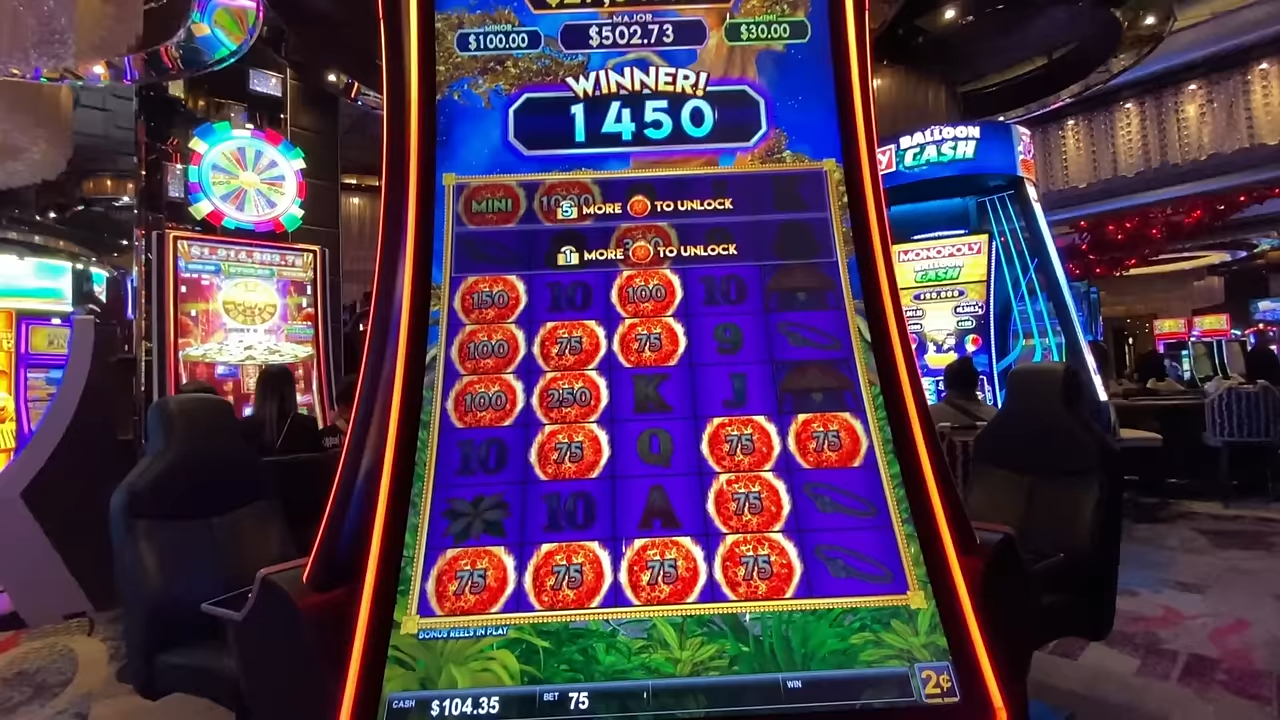 MINOR
$100.00
MAJOR
$502.73
MINI
$30.00
WINNER!
1450
MINI
5 MORE TO UNLOCK
1 MORE TO UNLOCK
150 10 100 10
100 75 75 9
100 250 K J
10 75 Q 75 75
10 A 75
75 75 75 75
BONUS REELS IN PLAY
CASH $104.35 BET 75 WIN 2¢
BALLOON
CASH
MONOPOLY
BALLOON
CASH
$10,000